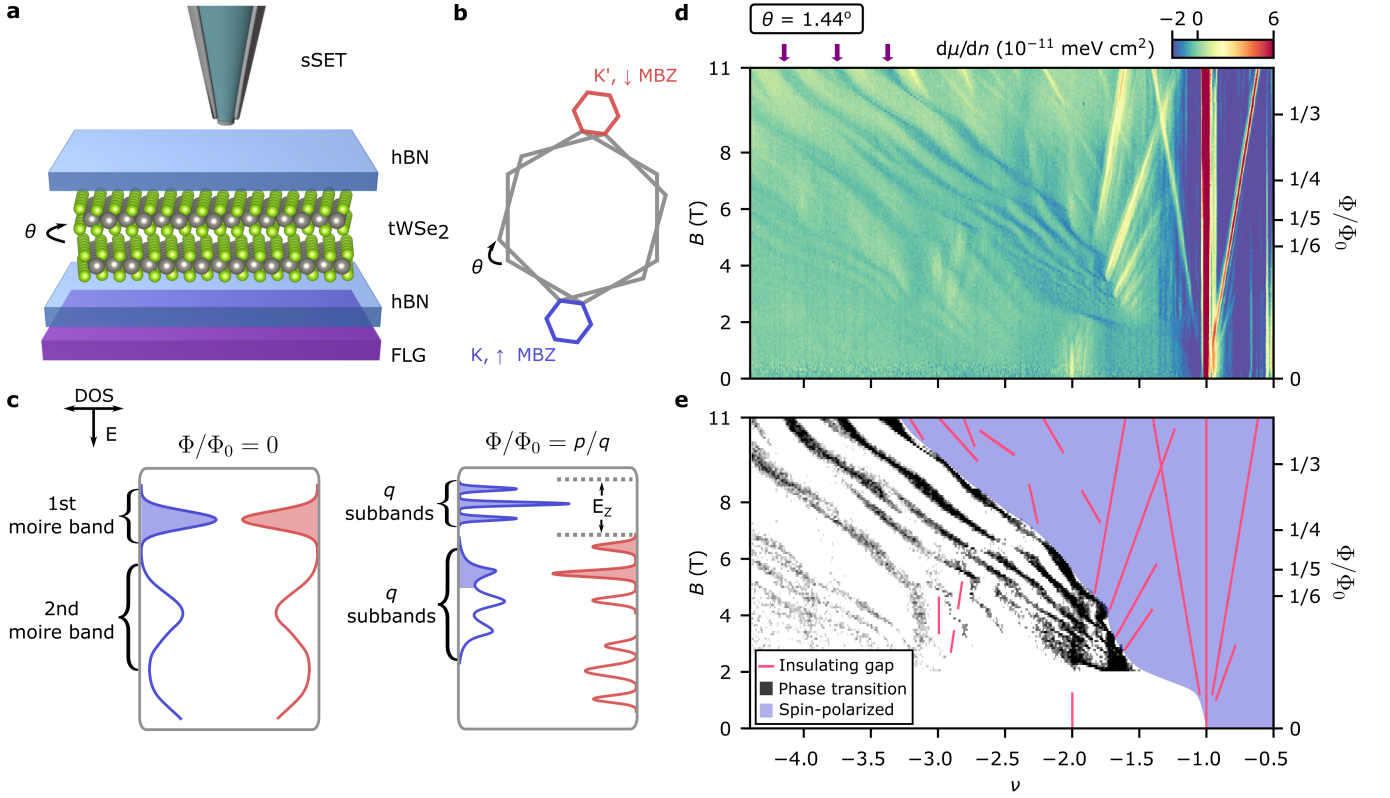 a
sSET
hBN
θ
tWSe2
hBN
FLG
b
K', ↓ MBZ
θ
K, ↑ MBZ
c
DOS
E
Φ/Φ0 = 0
1st
moire band
2nd
moire band
Φ/Φ0 = p/q
q
subbands
EZ
q
subbands
d
θ = 1.44o
dμ/dn (10−11 meV cm2)
−2 0 6
11
8
6
4
2
0
B (T)
1/3
1/4
1/5
1/6
0
Φ/Φ0
e
11
8
6
4
2
0
B (T)
1/3
1/4
1/5
1/6
0
Φ/Φ0
Insulating gap
Phase transition
Spin-polarized
−4.0 −3.5 −3.0 −2.5 −2.0 −1.5 −1.0 −0.5
ν